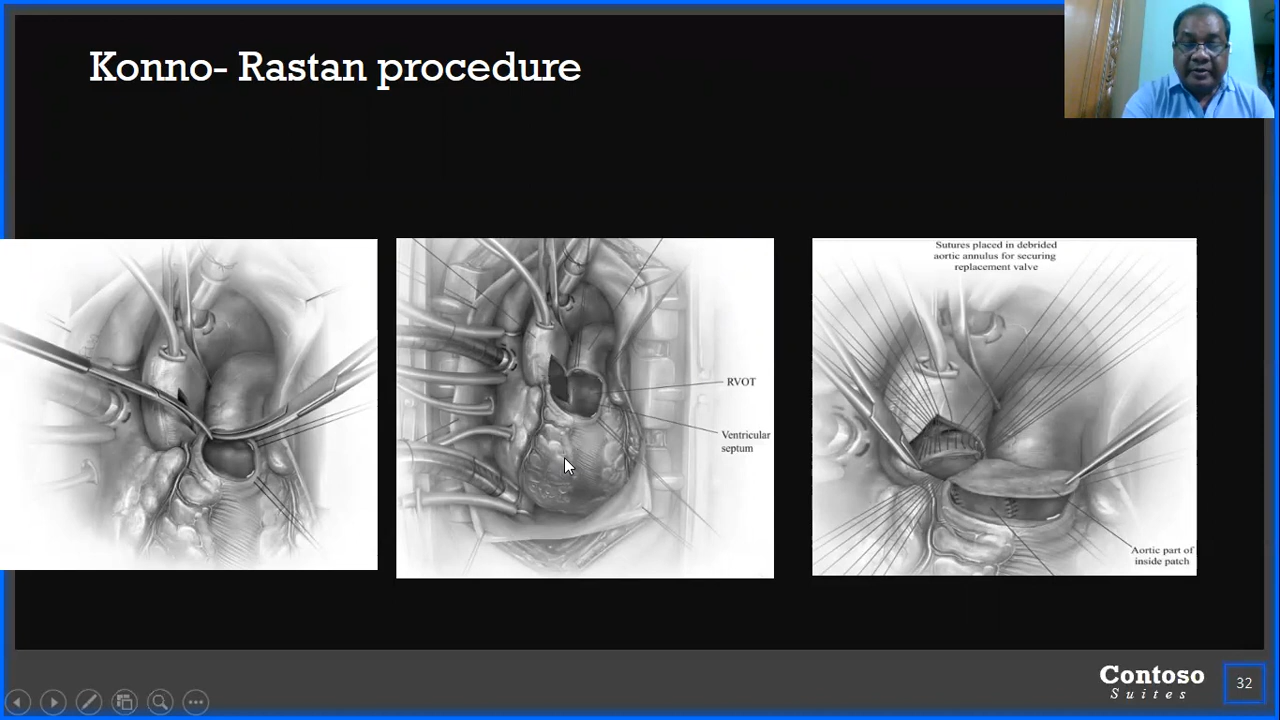 Konno- Rastan procedure
Sutures placed in debrided
aortic annulus for securing
replacement valve
RVOT
Ventricular
septum
Aortic part of
inside patch
Contoso
Suites
32